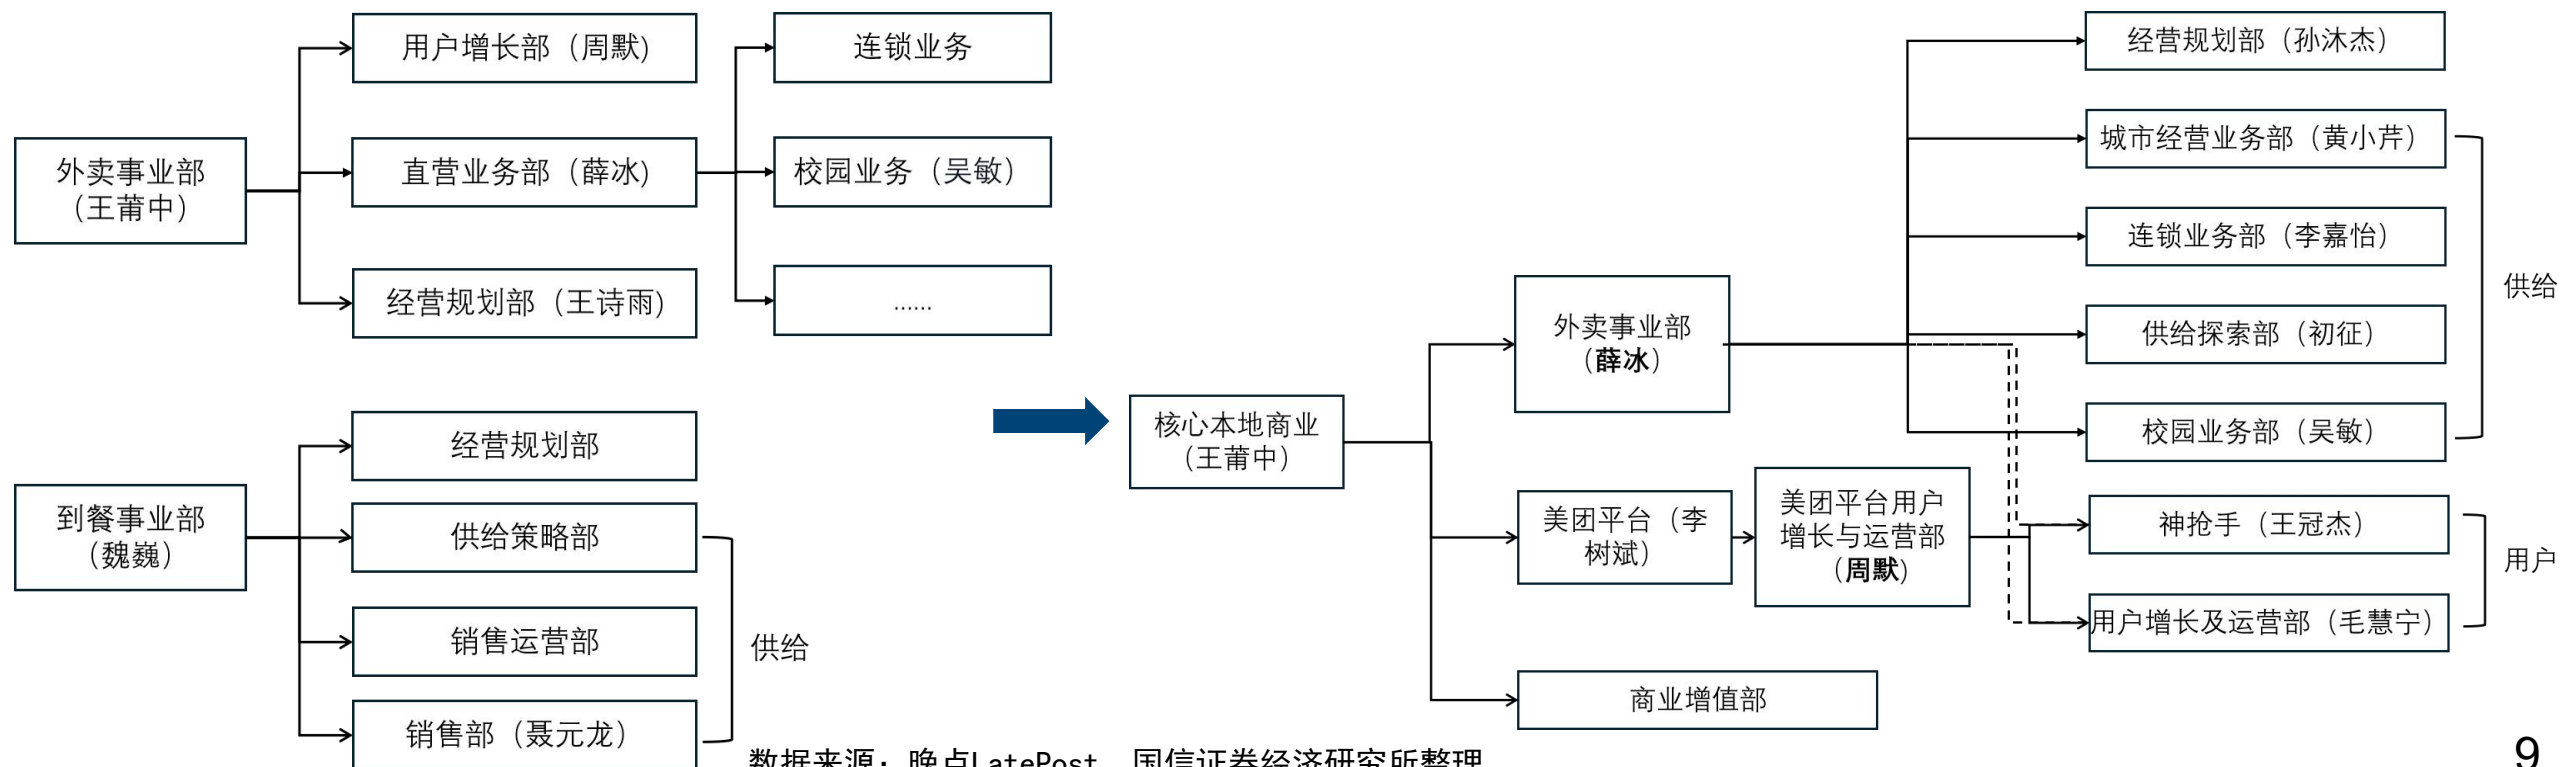 用户增长部（周默)
连锁业务
外卖事业部
（王莆中）
直营业务部（薛冰)
校园业务（吴敏）
经营规划部（王诗雨)
……
到餐事业部
（魏巍）
经营规划部
供给策略部
销售运营部
销售部（聂元龙）
供给
核心本地商业
（王莆中）
外卖事业部
（薛冰）
美团平台（李
树斌）
美团平台用户
增长与运营部
（周默)
商业增值部
经营规划部（孙沐杰）
城市经营业务部（黄小芹）
连锁业务部（李嘉怡）
供给探索部（初征）
校园业务部（吴敏）
供给
神抢手（王冠杰）
用户增长及运营部（毛慧宁）
用户
数据来源：晚点LatePost，国信证券经济研究所整理
9